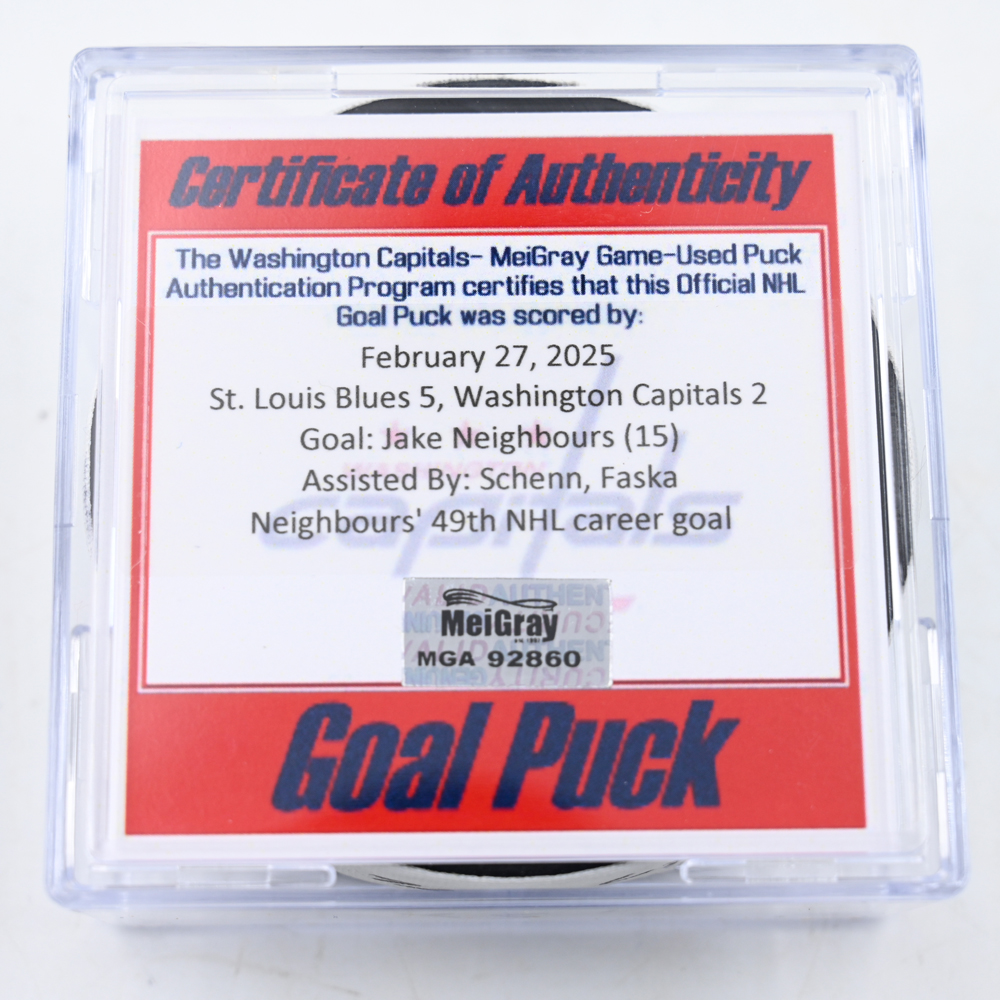 Certificate of Authenticity
The Washington Capitals- MeiGray Game-Used Puck
Authentication Program certifies that this Official NHL
Goal Puck was scored by:
February 27, 2025
St. Louis Blues 5, Washington Capitals 2
Goal: Jake Neighbours (15)
Assisted By: Schenn, Faska
Neighbours' 49th NHL career goal
WASHINGTON
capitals
MeiGray
MGA 92860
Goal Puck